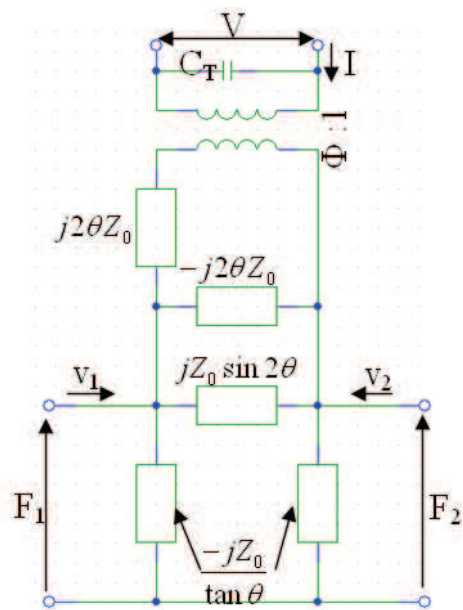 V
C_T
I
Φ:1
j2θZ_0
-j2θZ_0
jZ_0 sin 2θ
v_1
v_2
F_1
F_2
-jZ_0
tan θ